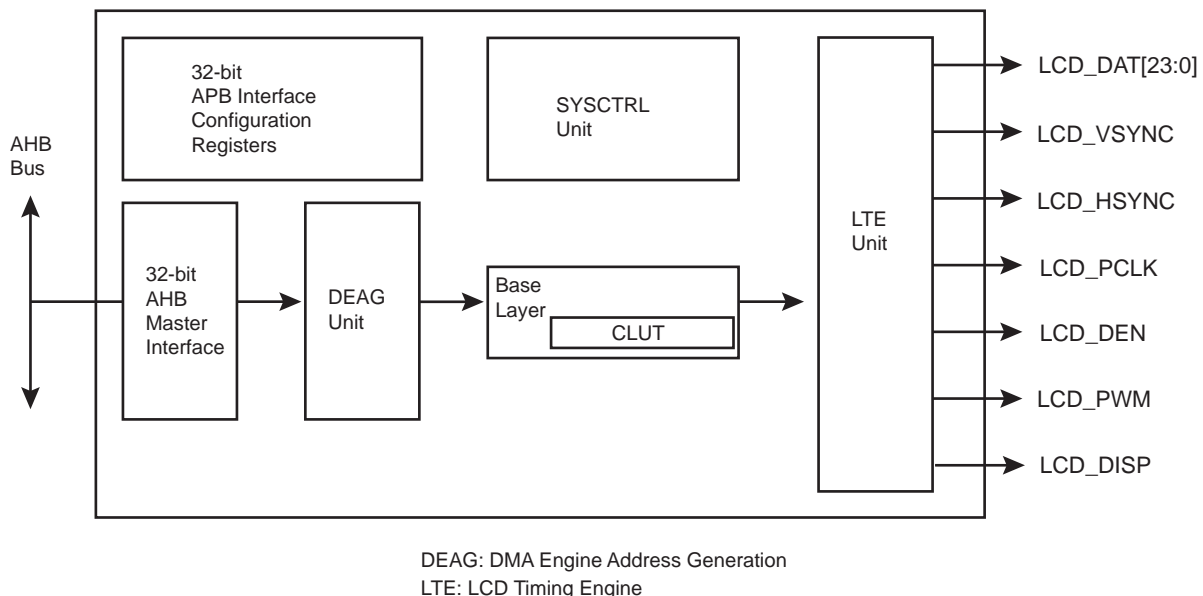 32-bit
APB Interface
Configuration
Registers
SYSCTRL
Unit
AHB
Bus
32-bit
AHB
Master
Interface
DEAG
Unit
Base
Layer
CLUT
LTE
Unit
LCD_DAT[23:0]
LCD_VSYNC
LCD_HSYNC
LCD_PCLK
LCD_DEN
LCD_PWM
LCD_DISP
DEAG: DMA Engine Address Generation
LTE: LCD Timing Engine